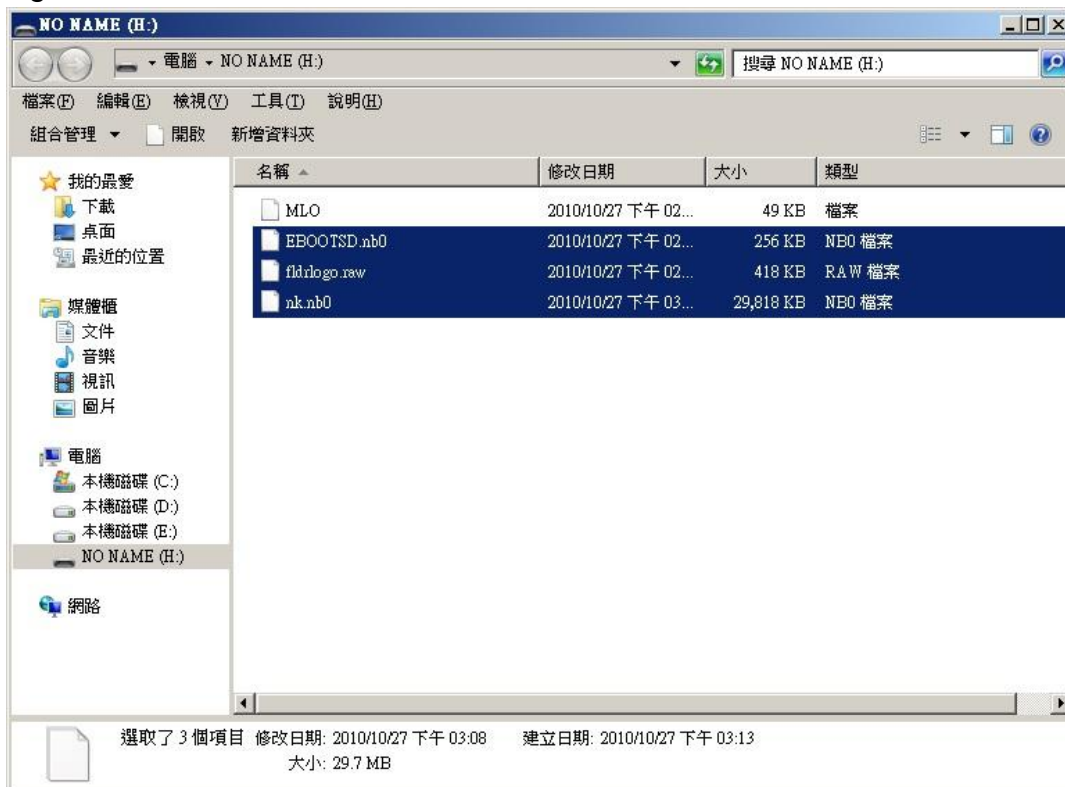 NO NAME (H:)
電腦 NO NAME (H:)
搜尋 NO NAME (H:)
檔案(F) 編輯(E) 檢視(V) 工具(T) 說明(H)
組合管理 開啟 新增資料夾
我的最愛
下載
桌面
最近的位置
媒體櫃
文件
音樂
視訊
圖片
電腦
本機磁碟 (C:)
本機磁碟 (D:)
本機磁碟 (E:)
NO NAME (H:)
網路
名稱 修改日期 大小 類型
MLO 2010/10/27 下午 02... 49 KB 檔案
EBOOTSD.nb0 2010/10/27 下午 02... 256 KB NB0 檔案
fldrlogo.raw 2010/10/27 下午 02... 418 KB RAW 檔案
nk.nb0 2010/10/27 下午 03... 29,818 KB NB0 檔案
選取了 3 個項目 修改日期: 2010/10/27 下午 03:08 建立日期: 2010/10/27 下午 03:13
大小: 29.7 MB